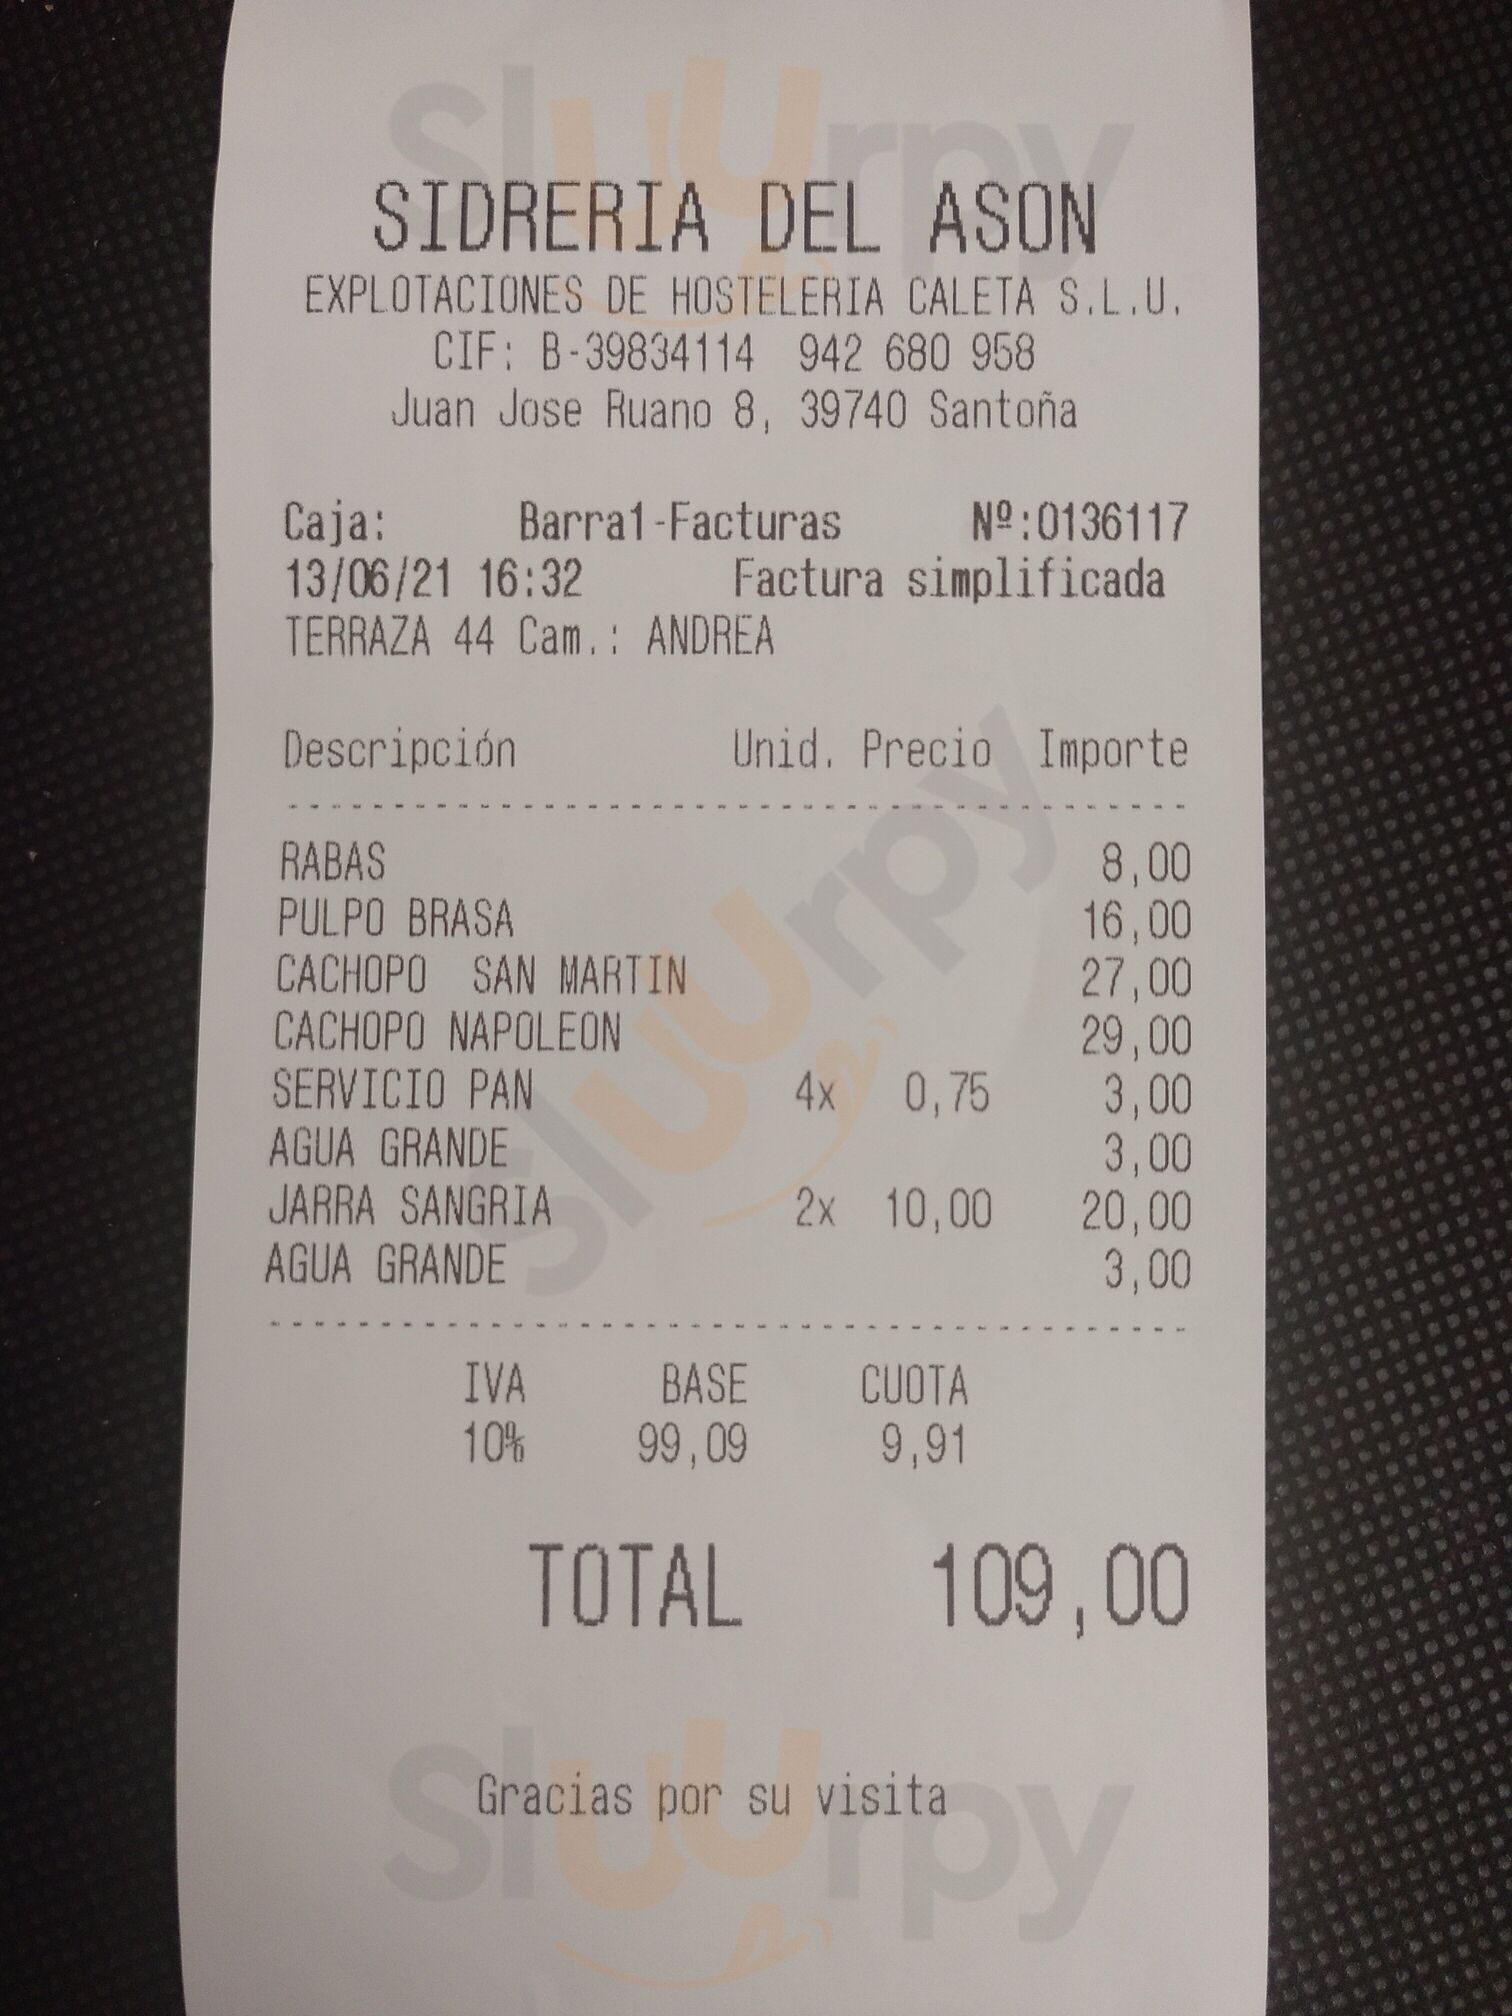 Sluurpy
SIDRERIA DEL ASON
EXPLOTACIONES DE HOSTELERIA CALETA S.L.U.
CIF: B-39834114 942 680 958
Juan Jose Ruano 8, 39740 Santoña
Caja: Barra1-Facturas Nº:0136117
13/06/21 16:32 Factura simplificada
TERRAZA 44 Cam.: ANDREA
Descripción Unid. Precio Importe
RABAS 8,00
PULPO BRASA 16,00
CACHOPO SAN MARTIN 27,00
CACHOPO NAPOLEON 29,00
SERVICIO PAN 4x 0,75 3,00
AGUA GRANDE 3,00
JARRA SANGRIA 2x 10,00 20,00
AGUA GRANDE 3,00
Sluurpy
IVA BASE CUOTA
10% 99,09 9,91
TOTAL 109,00
Gracias por su visita
Sluurpy